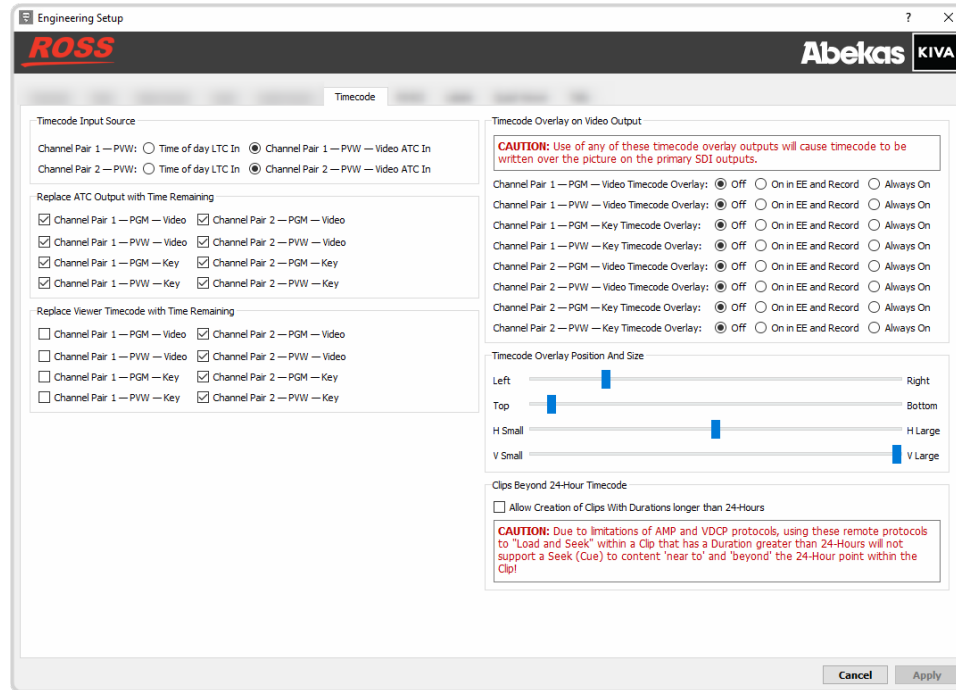 Engineering Setup
?
ROSS
Abekas KIVA
Timecode
Timecode Input Source
Channel Pair 1 — PVW: Time of day LTC In Channel Pair 1 — PVW — Video ATC In
Channel Pair 2 — PVW: Time of day LTC In Channel Pair 2 — PVW — Video ATC In
Replace ATC Output with Time Remaining
Channel Pair 1 — PGM — Video Channel Pair 2 — PGM — Video
Channel Pair 1 — PVW — Video Channel Pair 2 — PVW — Video
Channel Pair 1 — PGM — Key Channel Pair 2 — PGM — Key
Channel Pair 1 — PVW — Key Channel Pair 2 — PVW — Key
Replace Viewer Timecode with Time Remaining
Channel Pair 1 — PGM — Video Channel Pair 2 — PGM — Video
Channel Pair 1 — PVW — Video Channel Pair 2 — PVW — Video
Channel Pair 1 — PGM — Key Channel Pair 2 — PGM — Key
Channel Pair 1 — PVW — Key Channel Pair 2 — PVW — Key
Timecode Overlay on Video Output
CAUTION: Use of any of these timecode overlay outputs will cause timecode to be
written over the picture on the primary SDI outputs.
Channel Pair 1 — PGM — Video Timecode Overlay: Off On in EE and Record Always On
Channel Pair 1 — PVW — Video Timecode Overlay: Off On in EE and Record Always On
Channel Pair 1 — PGM — Key Timecode Overlay: Off On in EE and Record Always On
Channel Pair 1 — PVW — Key Timecode Overlay: Off On in EE and Record Always On
Channel Pair 2 — PGM — Video Timecode Overlay: Off On in EE and Record Always On
Channel Pair 2 — PVW — Video Timecode Overlay: Off On in EE and Record Always On
Channel Pair 2 — PGM — Key Timecode Overlay: Off On in EE and Record Always On
Channel Pair 2 — PVW — Key Timecode Overlay: Off On in EE and Record Always On
Timecode Overlay Position And Size
Left Right
Top Bottom
H Small H Large
V Small V Large
Clips Beyond 24-Hour Timecode
Allow Creation of Clips With Durations longer than 24-Hours
CAUTION: Due to limitations of AMP and VDCP protocols, using these remote protocols
to "Load and Seek" within a Clip that has a Duration greater than 24-Hours will not
support a Seek (Cue) to content 'near to' and 'beyond' the 24-Hour point within the
Clip!
Cancel Apply